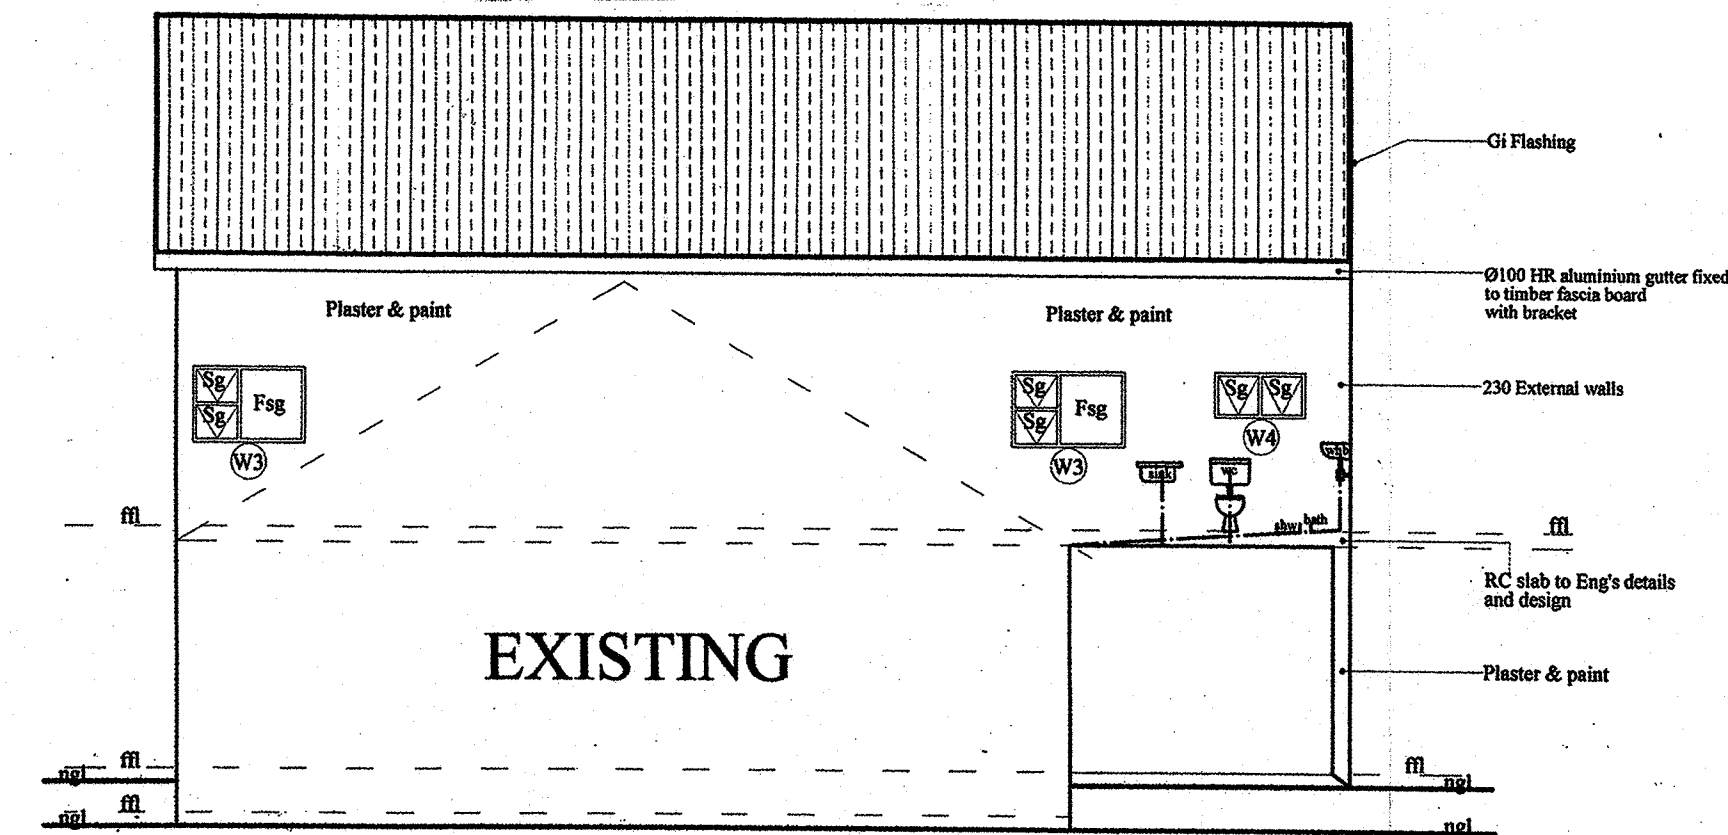 Gi Flashing
Ø100 HR aluminium gutter fixed
to timber fascia board
with bracket
Plaster & paint
Plaster & paint
Sg
Sg
Fsg
W3
Sg
Sg
Fsg
W3
Sg Sg
W4
230 External walls
sink
wc
whb
shw
bath
ffl
ffl
RC slab to Eng's details
and design
EXISTING
Plaster & paint
ffl
ngl
ffl
ngl
ffl
ngl
ngl